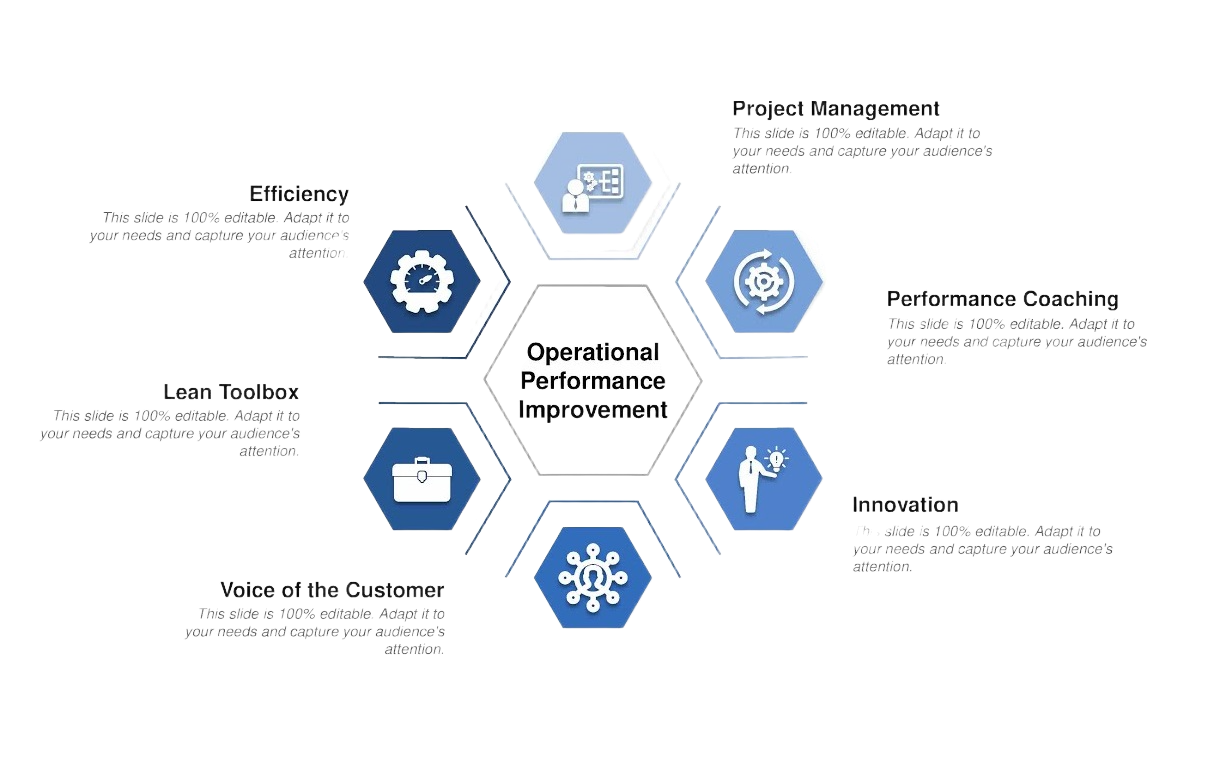 Project Management
This slide is 100% editable. Adapt it to
your needs and capture your audience's
attention.
Efficiency
This slide is 100% editable. Adapt it to
your needs and capture your audience's
attention.
Performance Coaching
This slide is 100% editable. Adapt it to
your needs and capture your audience's
attention.
Operational
Performance
Improvement
Lean Toolbox
This slide is 100% editable. Adapt it to
your needs and capture your audience's
attention.
Innovation
This slide is 100% editable. Adapt it to
your needs and capture your audience's
attention.
Voice of the Customer
This slide is 100% editable. Adapt it to
your needs and capture your audience's
attention.